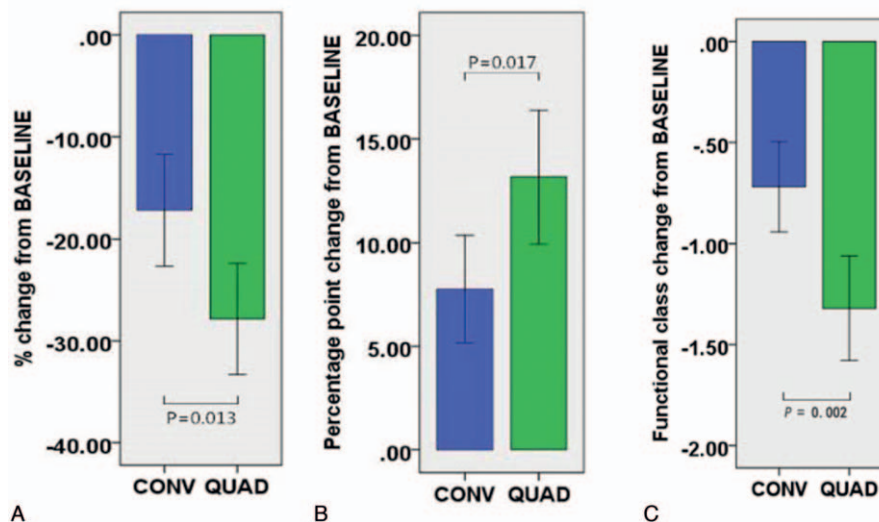 % change from BASELINE
.00
-10.00
-20.00
-30.00
-40.00
P=0.013
CONV QUAD
A
Percentage point change from BASELINE
20.00
15.00
10.00
5.00
.00
P=0.017
CONV QUAD
B
Functional class change from BASELINE
.00
-.50
-1.00
-1.50
-2.00
P = 0.002
CONV QUAD
C